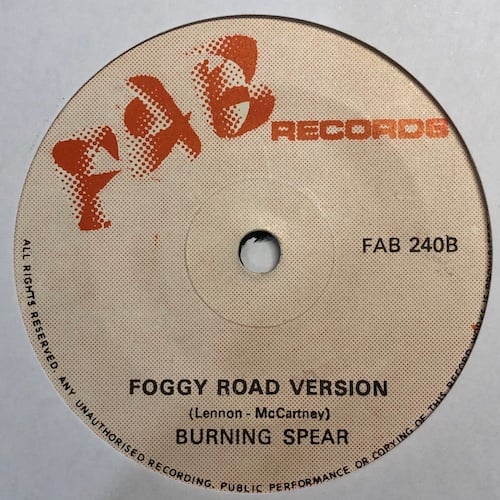 FAB RECORDS
FAB 240B
FOGGY ROAD VERSION
(Lennon - McCartney)
BURNING SPEAR
ALL RIGHTS RESERVED. ANY UNAUTHORISED RECORDING, PUBLIC PERFORMANCE OR COPYING OF THIS RECORD